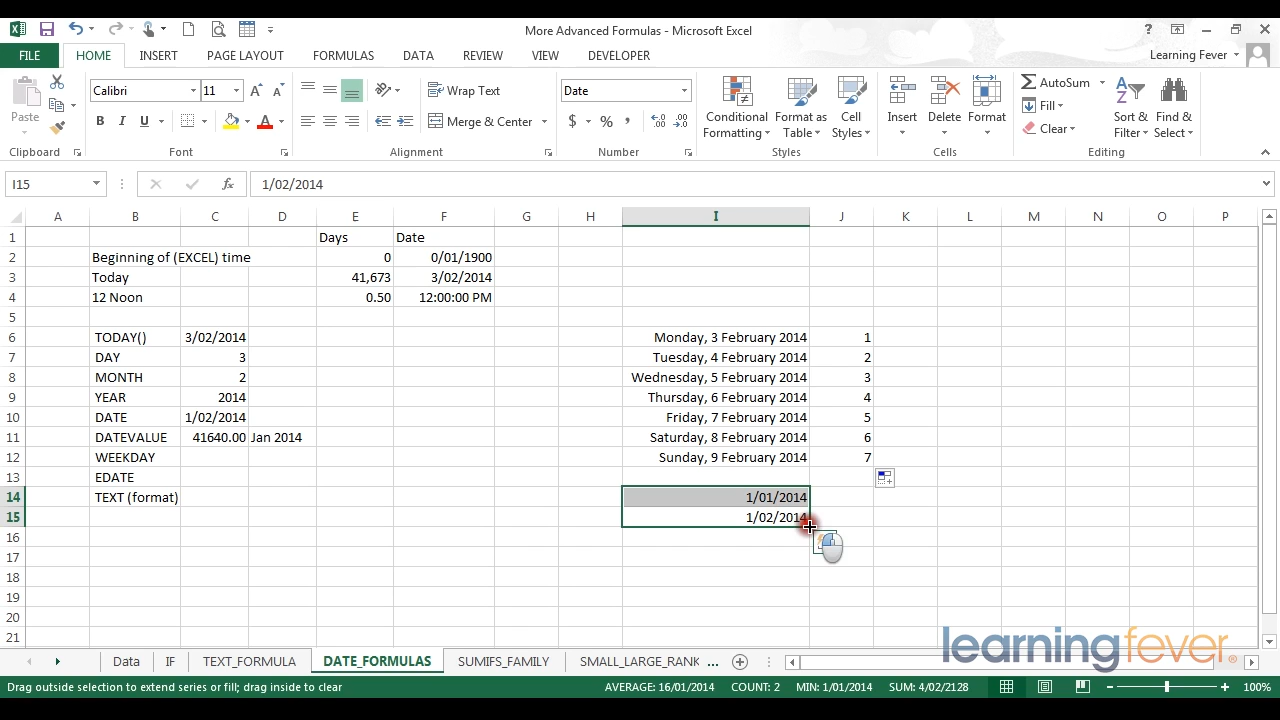 More Advanced Formulas - Microsoft Excel
FILE HOME INSERT PAGE LAYOUT FORMULAS DATA REVIEW VIEW DEVELOPER Learning Fever
Calibri 11 Wrap Text Date AutoSum
Paste Merge & Center Conditional Formatting Format as Table Cell Styles Insert Delete Format Fill Clear Sort & Filter Find & Select
Clipboard Font Alignment Number Styles Cells Editing
I15 fx 1/02/2014
A B C D E F G H I J K L M N O P
1 Days Date
2 Beginning of (EXCEL) time 0 0/01/1900
3 Today 41,673 3/02/2014
4 12 Noon 0.50 12:00:00 PM
5
6 TODAY() 3/02/2014 Monday, 3 February 2014 1
7 DAY 3 Tuesday, 4 February 2014 2
8 MONTH 2 Wednesday, 5 February 2014 3
9 YEAR 2014 Thursday, 6 February 2014 4
10 DATE 1/02/2014 Friday, 7 February 2014 5
11 DATEVALUE 41640.00 Jan 2014 Saturday, 8 February 2014 6
12 WEEKDAY Sunday, 9 February 2014 7
13 EDATE
14 TEXT (format) 1/01/2014
15 1/02/2014
16
17
18
19
20
21
learningfever®
Data IF TEXT_FORMULA DATE_FORMULAS SUMIFS_FAMILY SMALL_LARGE_RANK ...
Drag outside selection to extend series or fill; drag inside to clear AVERAGE: 16/01/2014 COUNT: 2 MIN: 1/01/2014 SUM: 4/02/2128 100%